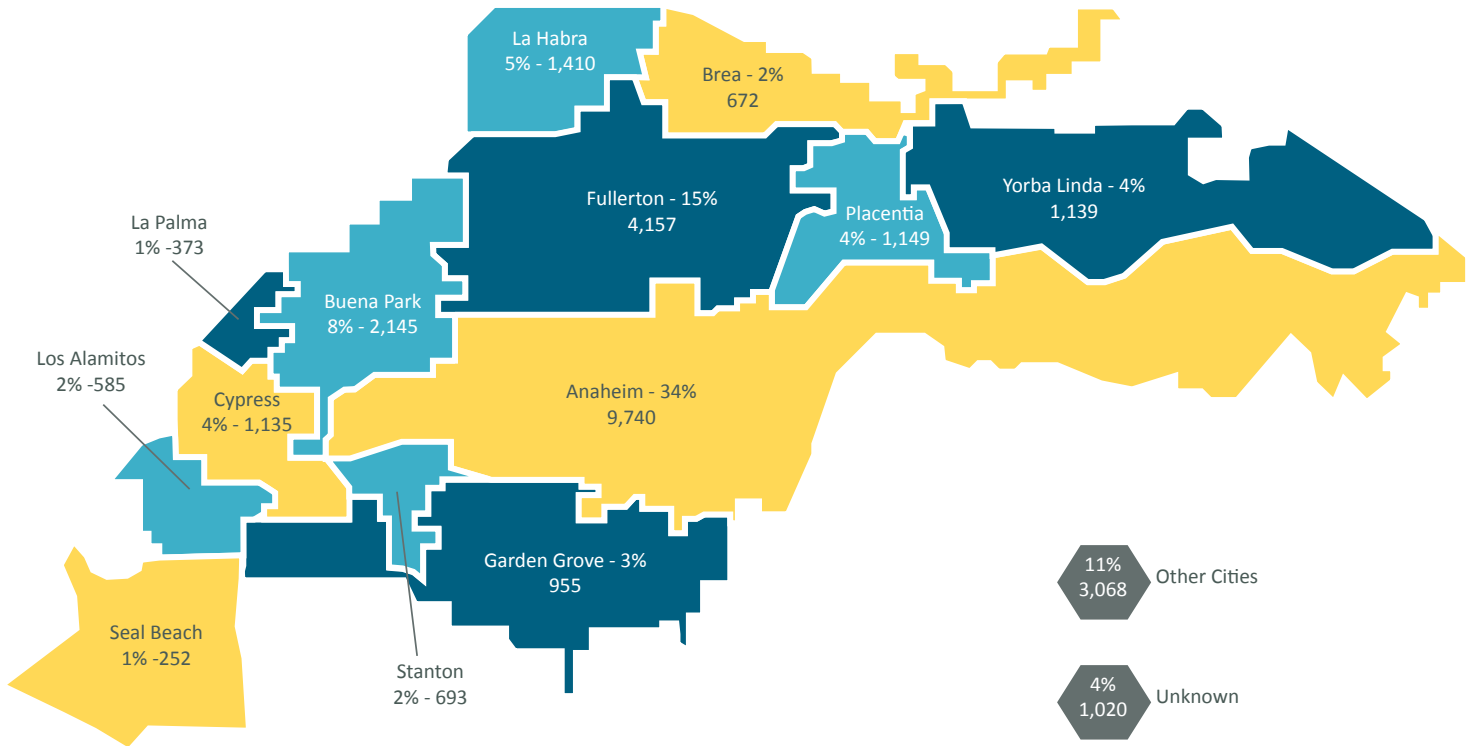 La Habra
5% - 1,410
Brea - 2%
672
Fullerton - 15%
4,157
Yorba Linda - 4%
1,139
Placentia
4% - 1,149
La Palma
1% -373
Buena Park
8% - 2,145
Los Alamitos
2% -585
Cypress
4% - 1,135
Anaheim - 34%
9,740
Garden Grove - 3%
955
Seal Beach
1% -252
Stanton
2% - 693
11%
3,068
Other Cities
4%
1,020
Unknown